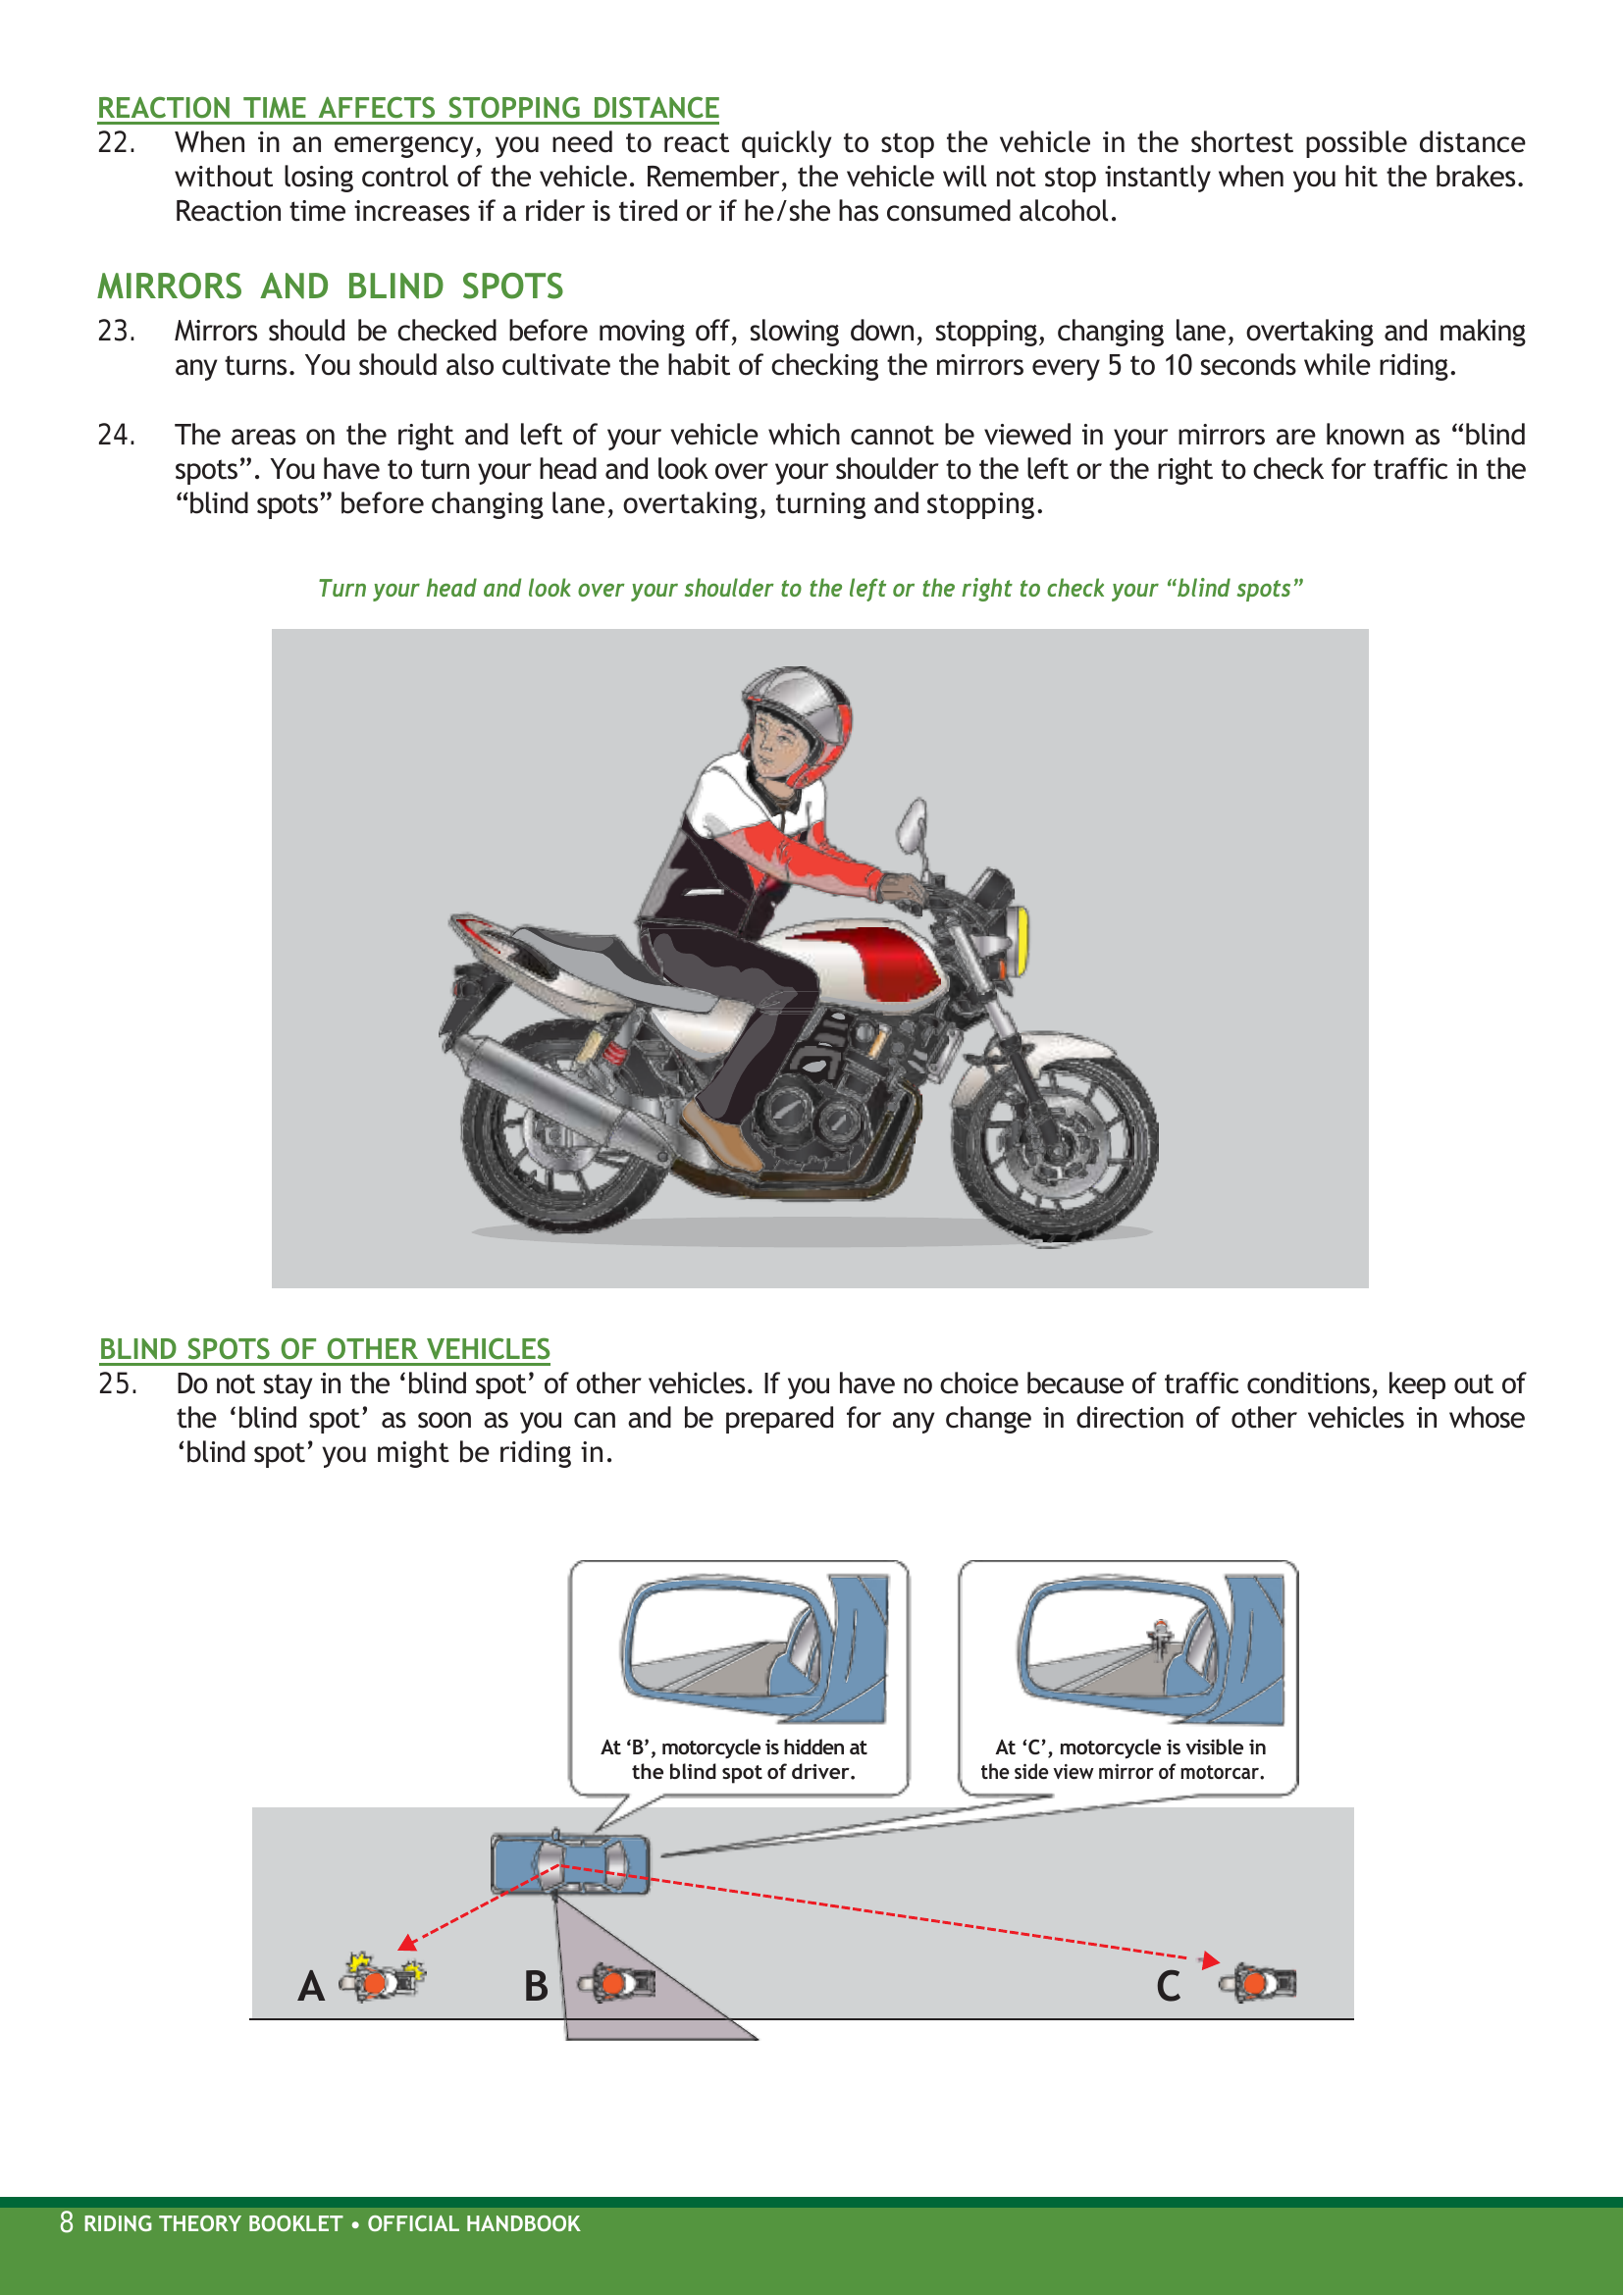 REACTION TIME AFFECTS STOPPING DISTANCE
22. When in an emergency, you need to react quickly to stop the vehicle in the shortest possible distance
without losing control of the vehicle. Remember, the vehicle will not stop instantly when you hit the brakes.
Reaction time increases if a rider is tired or if he/she has consumed alcohol.
MIRRORS AND BLIND SPOTS
23. Mirrors should be checked before moving off, slowing down, stopping, changing lane, overtaking and making
any turns. You should also cultivate the habit of checking the mirrors every 5 to 10 seconds while riding.
24. The areas on the right and left of your vehicle which cannot be viewed in your mirrors are known as “blind
spots”. You have to turn your head and look over your shoulder to the left or the right to check for traffic in the
“blind spots” before changing lane, overtaking, turning and stopping.
Turn your head and look over your shoulder to the left or the right to check your “blind spots”
BLIND SPOTS OF OTHER VEHICLES
25. Do not stay in the ‘blind spot’ of other vehicles. If you have no choice because of traffic conditions, keep out of
the ‘blind spot’ as soon as you can and be prepared for any change in direction of other vehicles in whose
‘blind spot’ you might be riding in.
At ‘B’, motorcycle is hidden at
the blind spot of driver.
At ‘C’, motorcycle is visible in
the side view mirror of motorcar.
A
B
C
8 RIDING THEORY BOOKLET • OFFICIAL HANDBOOK